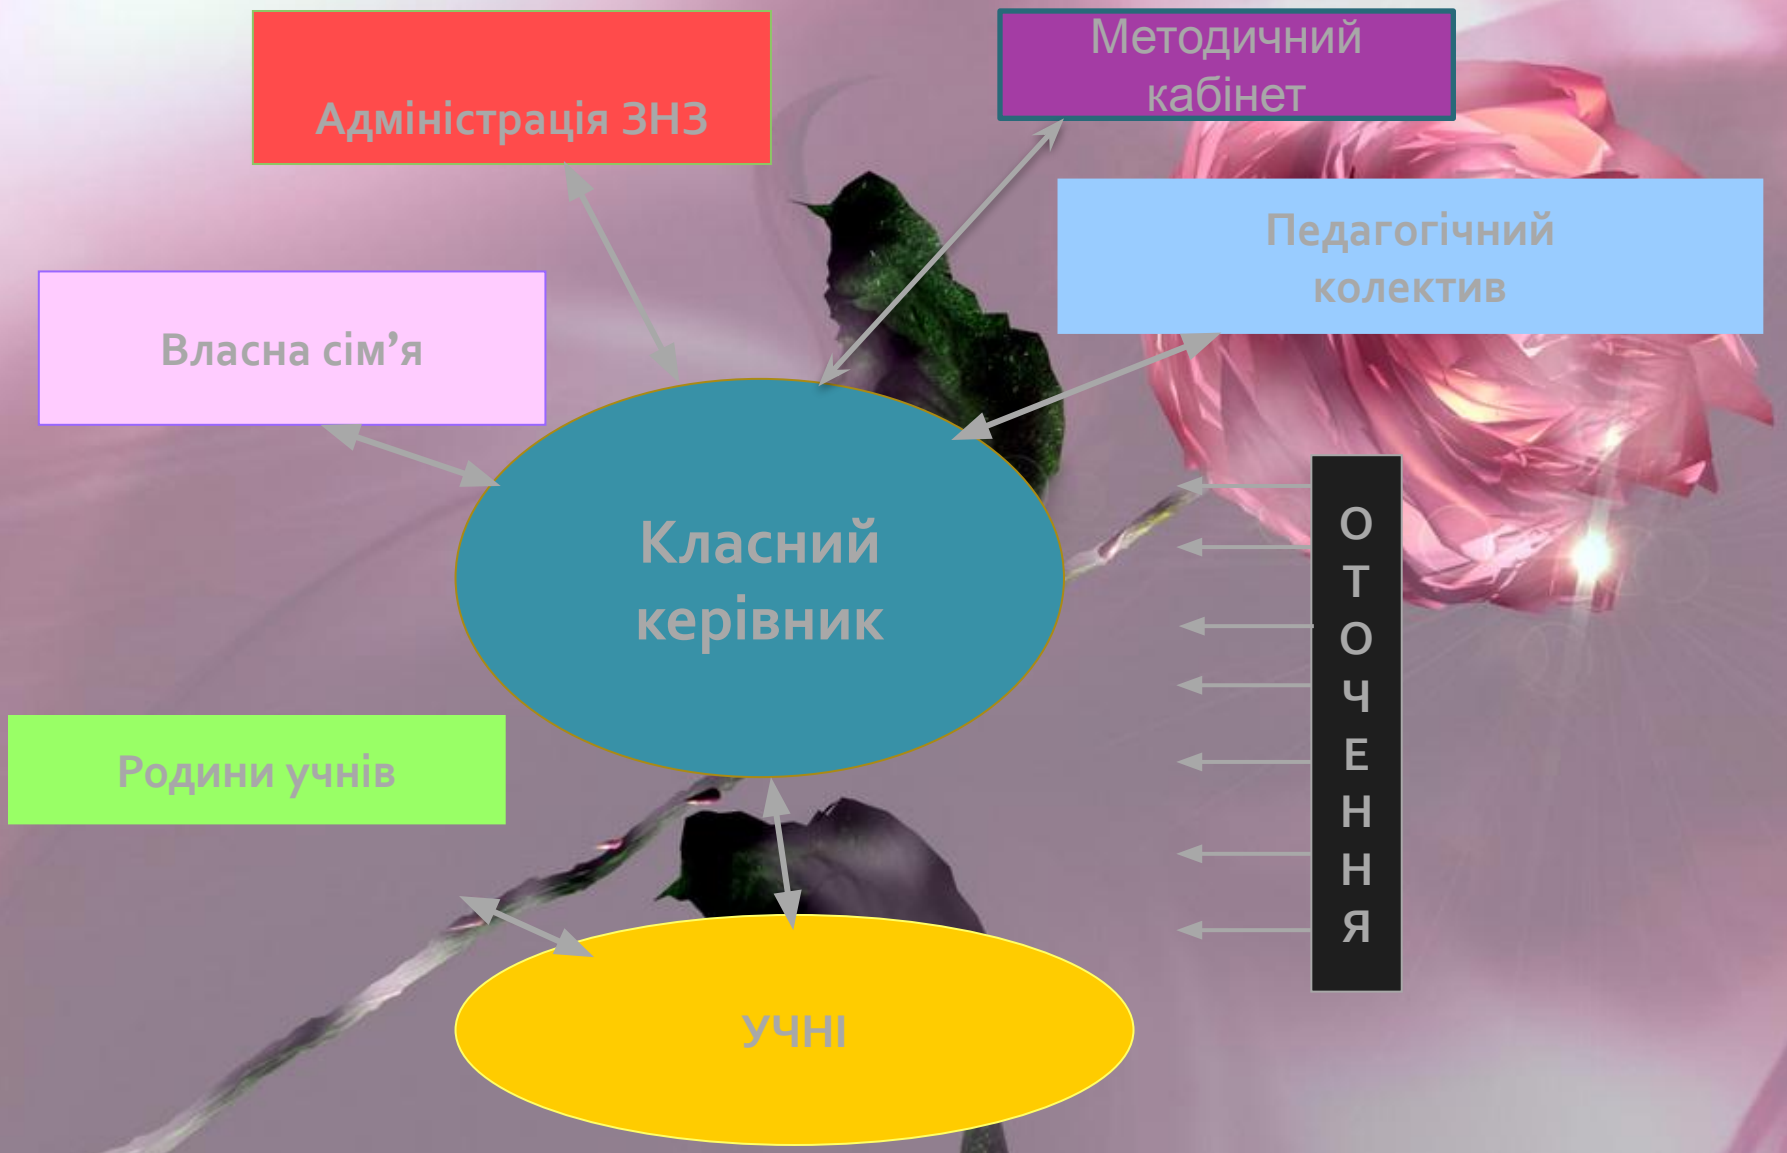 Адміністрація ЗНЗ
Методичний
кабінет
Педагогічний
колектив
Власна сім’я
Класний
керівник
Родини учнів
УЧНІ
О
Т
О
Ч
Е
Н
Н
Я